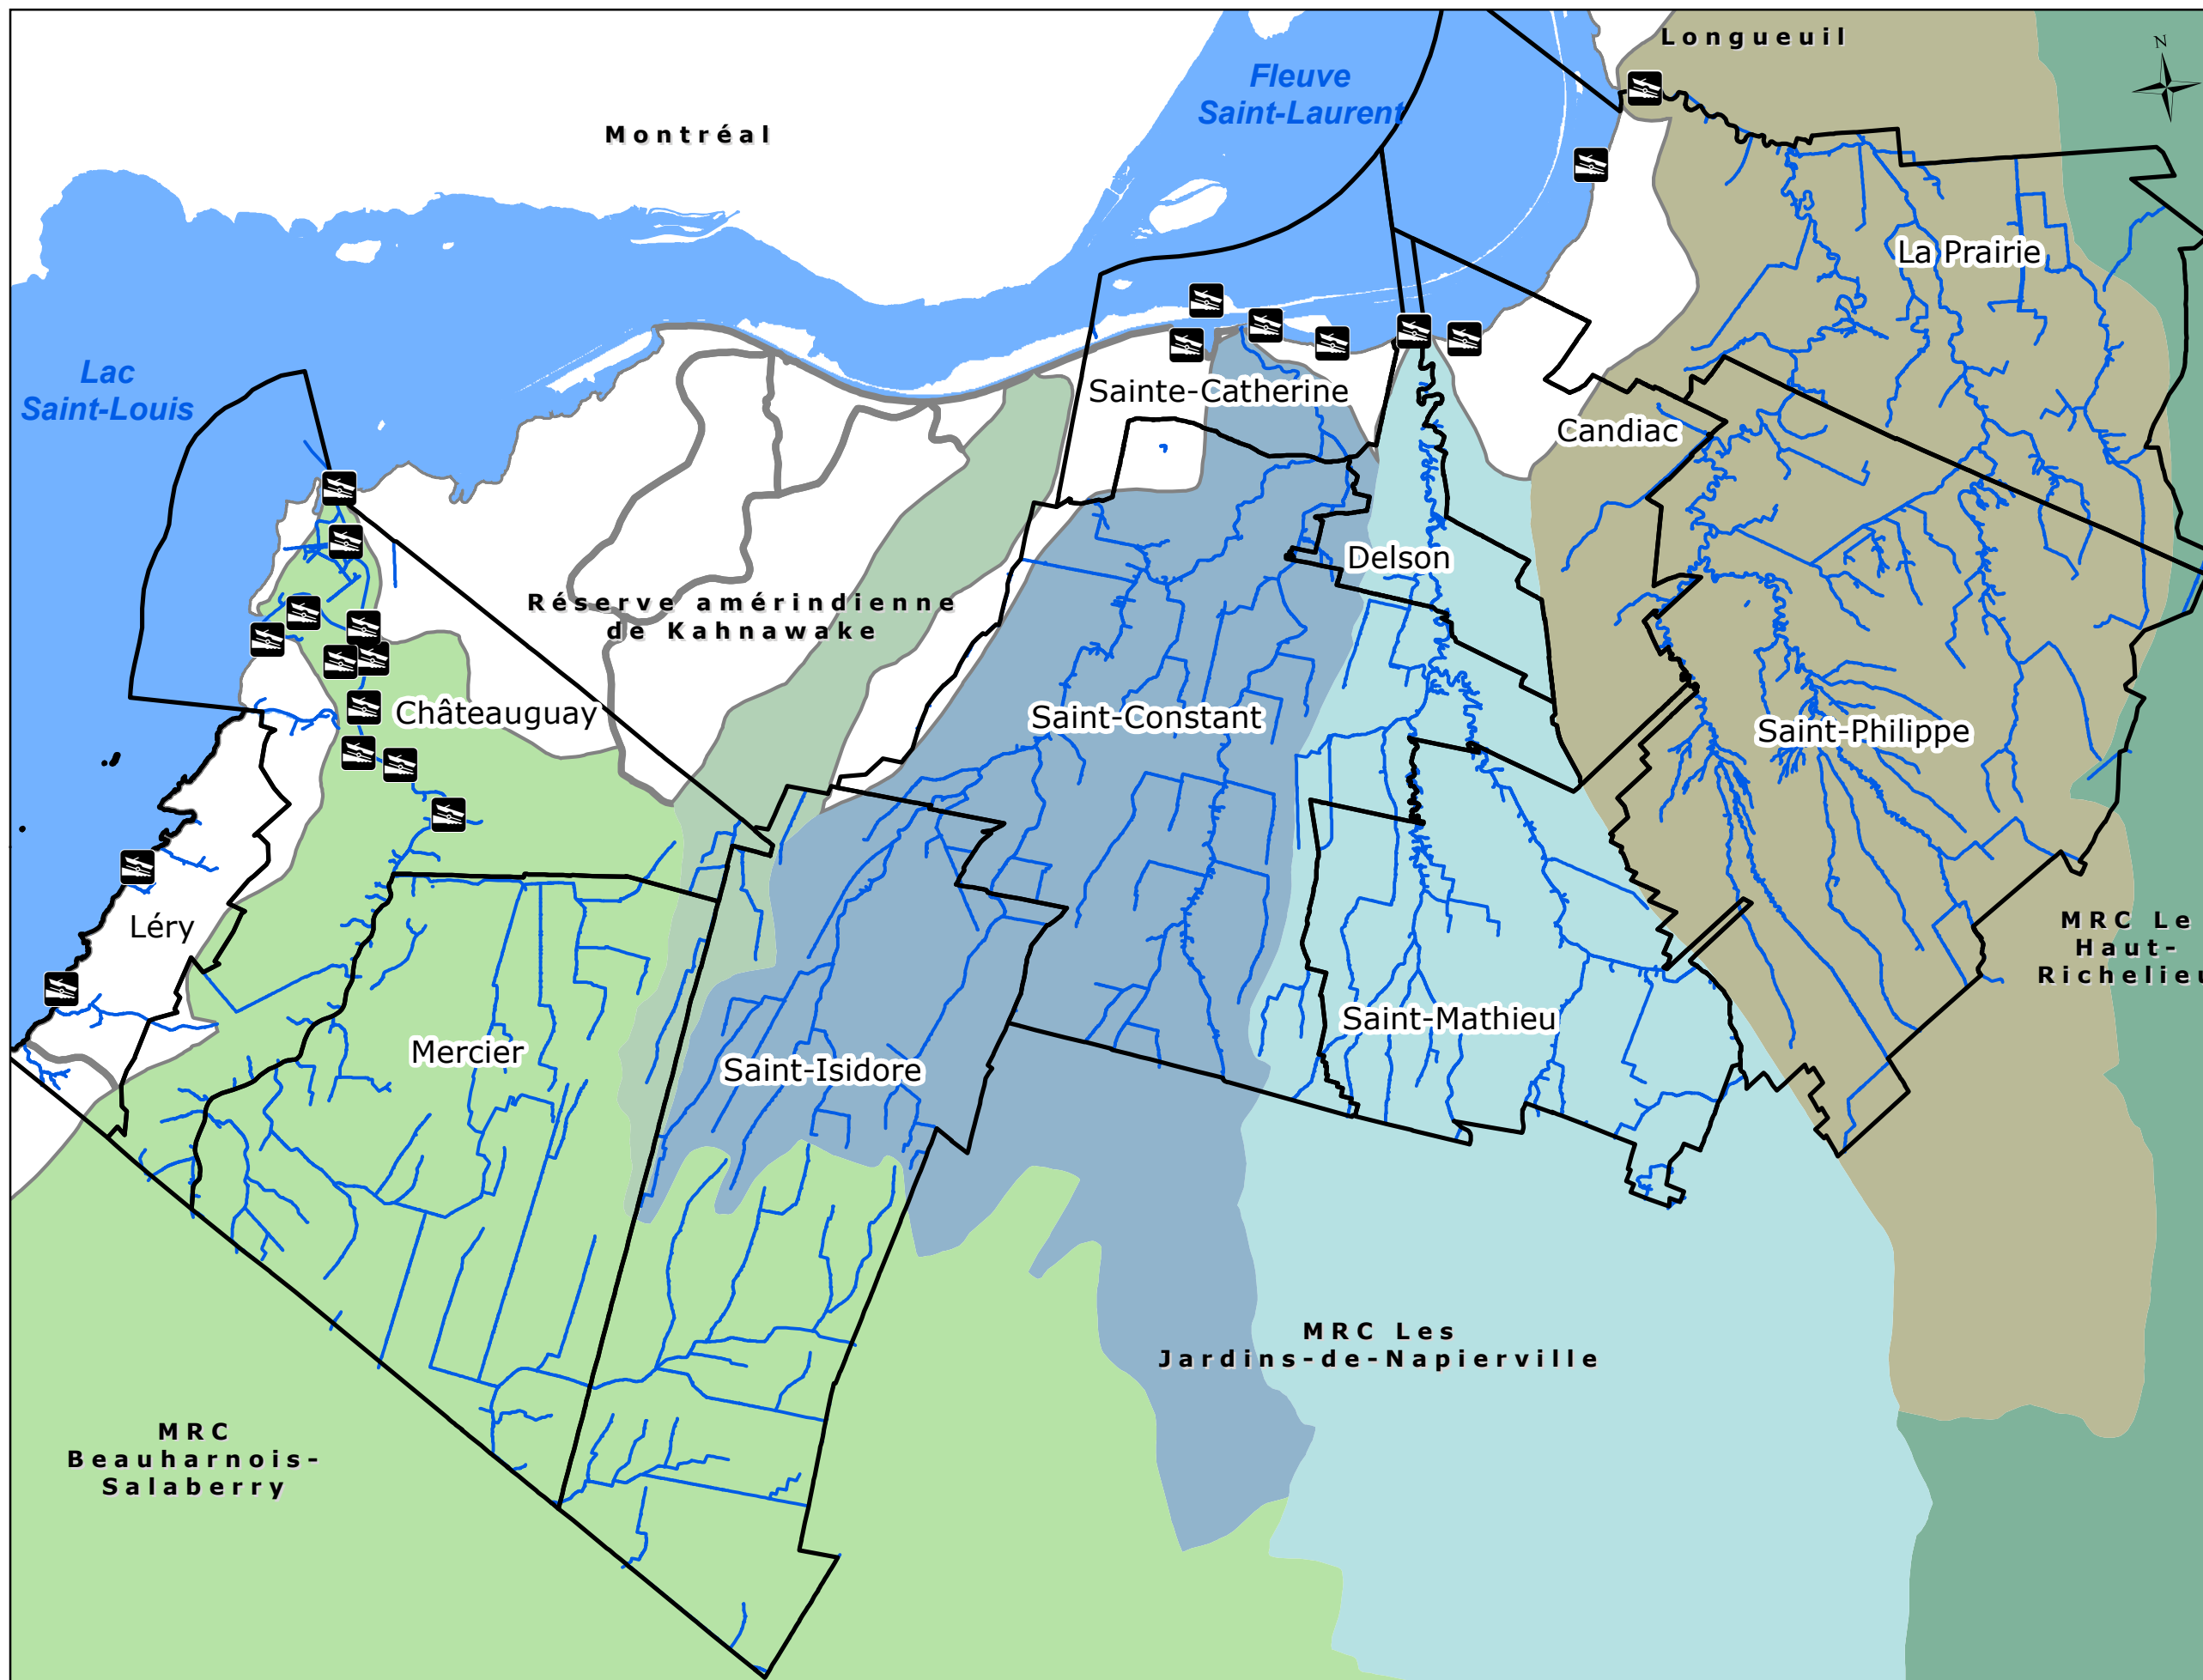 Longueuil
N
Fleuve
Saint-Laurent
Montréal
La Prairie
Lac
Saint-Louis
Sainte-Catherine
Candiac
Delson
Réserve amérindienne
de Kahnawake
Châteauguay
Saint-Constant
Saint-Philippe
Léry
MRC Le
Haut-
Richelieu
Saint-Mathieu
Mercier
Saint-Isidore
MRC Les
Jardins-de-Napierville
MRC
Beauharnois-
Salaberry